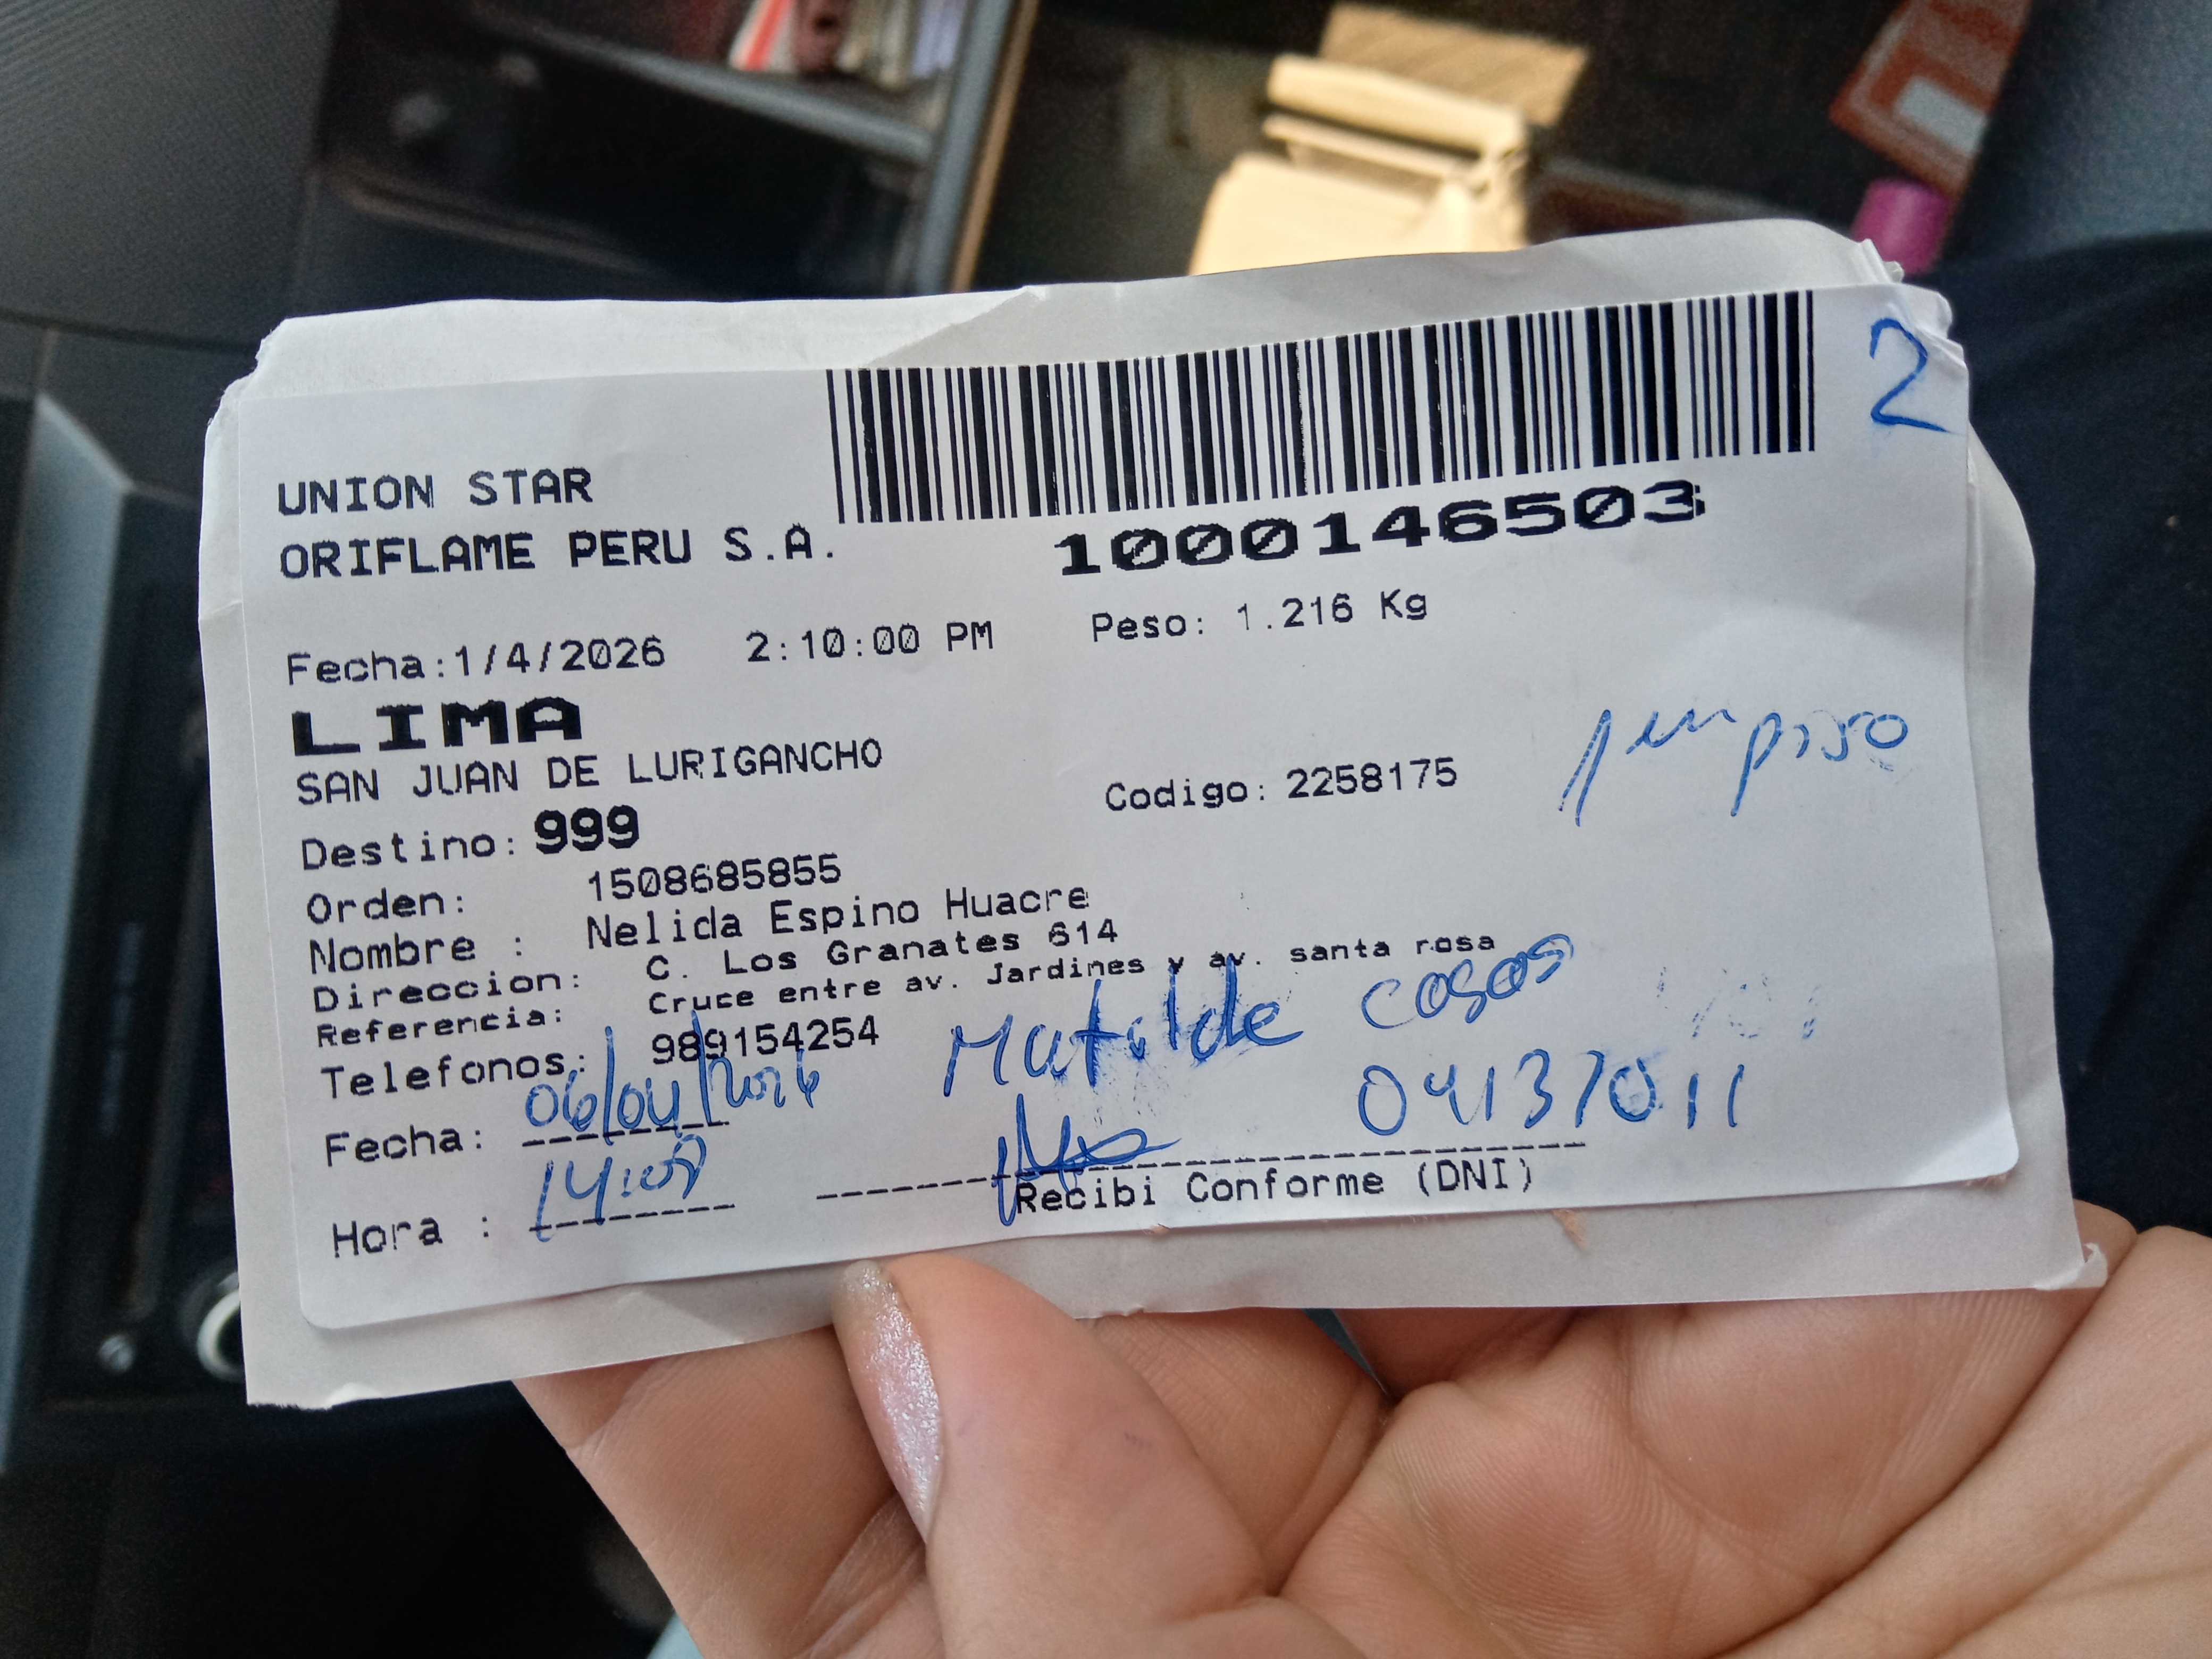 2
UNION STAR
ORIFLAME PERU S.A.
1000146503
Fecha:1/4/2026 2:10:00 PM Peso: 1.216 Kg
LIMA
SAN JUAN DE LURIGANCHO
Codigo: 2258175
piso
Destino: 999
Orden: 1508685855
Nombre : Nelida Espino Huacre
Direccion: C. Los Granates 614
Referencia: Cruce entre av. Jardines y av. santa rosa
Telefonos: 989154254
Matilde
Fecha: 06/04/2026
04137011
Hora :
Recibi Conforme (DNI)